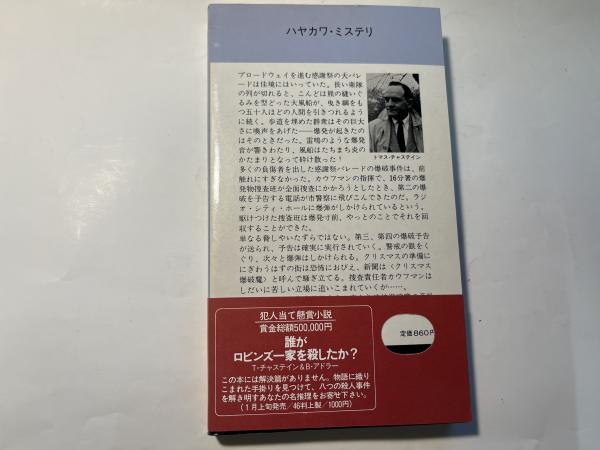 ハヤカワ・ミステリ
ブロードウェイを進む感謝祭の大パレ
ードは佳境にはいっていた。長い車隊
の列が切れると、こんどは熊の縫いぐ
るみを型どった大風船が、曳き綱をも
つ五十人ほどの人間を引きつれるよう
に続く。歩道を埋めた群衆はその巨大
さに喚声をあげた――爆発が起きたの
はそのときだった。雷鳴のような爆発
音が響きわたり、風船はたちまち炎の
かたまりとなって砕け散った！
トマス・チャステイン
多くの負傷者を出した感謝祭パレードの爆破事件は、前
触れにすぎなかった。カウフマンの指揮で、16分署の爆
発物捜査班が全面捜査にかかろうとしたとき、第二の爆
破を予告する電話が市警察に飛びこんできたのだ。ラジ
オ・シティ・ホールに爆弾がしかけられているという。
駆けつけた捜査班は爆発寸前、やっとのことでそれを回
収することができた。
単なる脅しやいたずらではない。第三、第四の爆破予告
が送られ、予告は確実に実行されていく。警戒の眼をく
ぐり、次々と爆弾はしかけられる。クリスマスの準備に
にぎわうはずの街は恐怖におびえ、新聞は〈クリスマス
爆破魔〉と呼んで騒ぎ立てる。捜査責任者カウフマンは
しだいに苦しい立場に追いこまれていくが……。
犯人当て懸賞小説
賞金総額500,000円
誰が
ロビンズ一家を殺したか？
T・チャステイン＆B・アドラー
この本には解決篇がありません。物語に織り
こまれた手掛りを見つけて、八つの殺人事件
を解き明すあなたの名推理をお寄せ下さい。
（1月上旬発売／46判上製／1000円）
定価860円